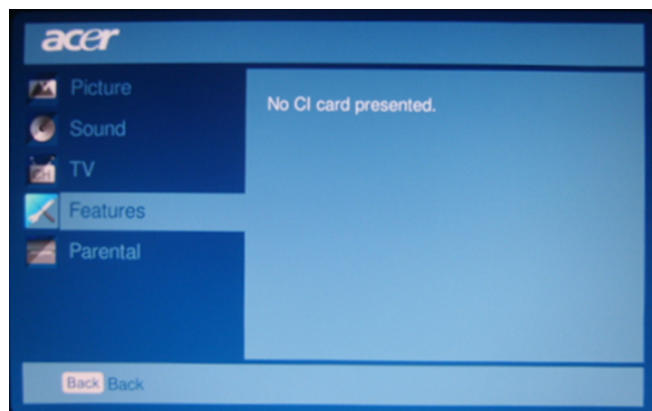 acer
Picture
Sound
TV
Features
Parental
No CI card presented.
Back Back